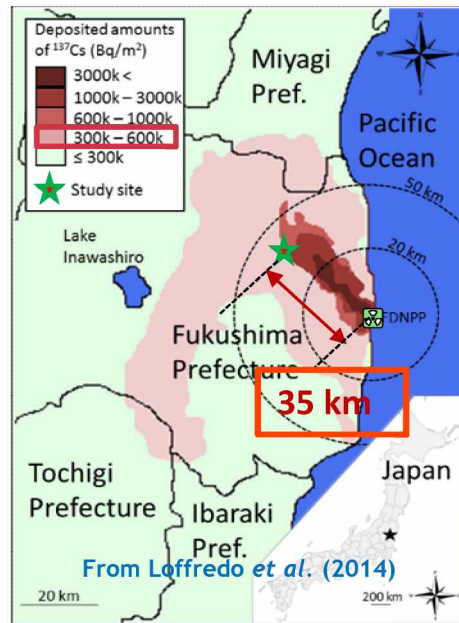 Deposited amounts
of ¹³⁷Cs (Bq/m²)
3000k <
1000k – 3000k
600k – 1000k
300k – 600k
≤ 300k
Study site
Miyagi
Pref.
Pacific
Ocean
50 km
20 km
Lake
Inawashiro
FDNPP
Fukushima
Prefecture
35 km
Tochigi
Prefecture
Ibaraki
Pref.
Japan
From Loffredo et al. (2014)
20 km
200 km